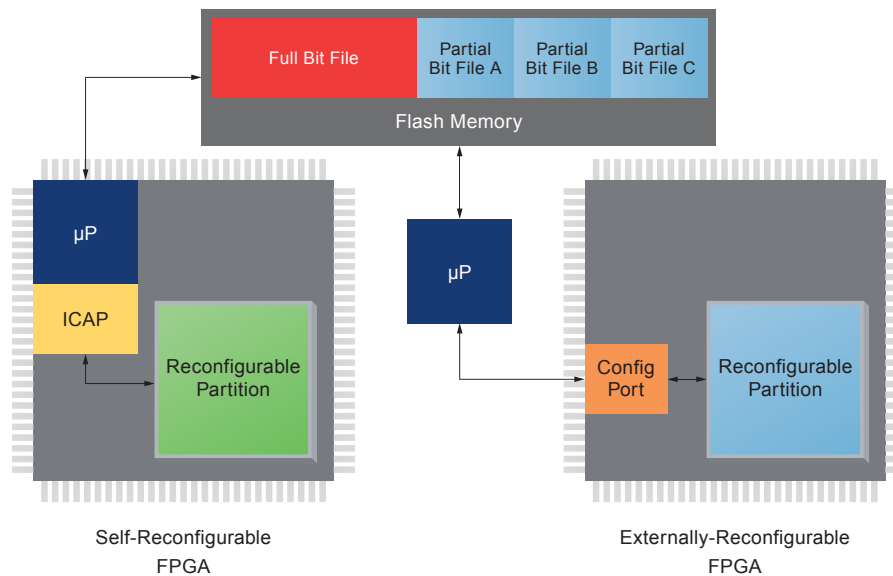 Full Bit File
Partial
Bit File A
Partial
Bit File B
Partial
Bit File C
Flash Memory
µP
ICAP
Reconfigurable
Partition
µP
Config
Port
Reconfigurable
Partition
Self-Reconfigurable
FPGA
Externally-Reconfigurable
FPGA